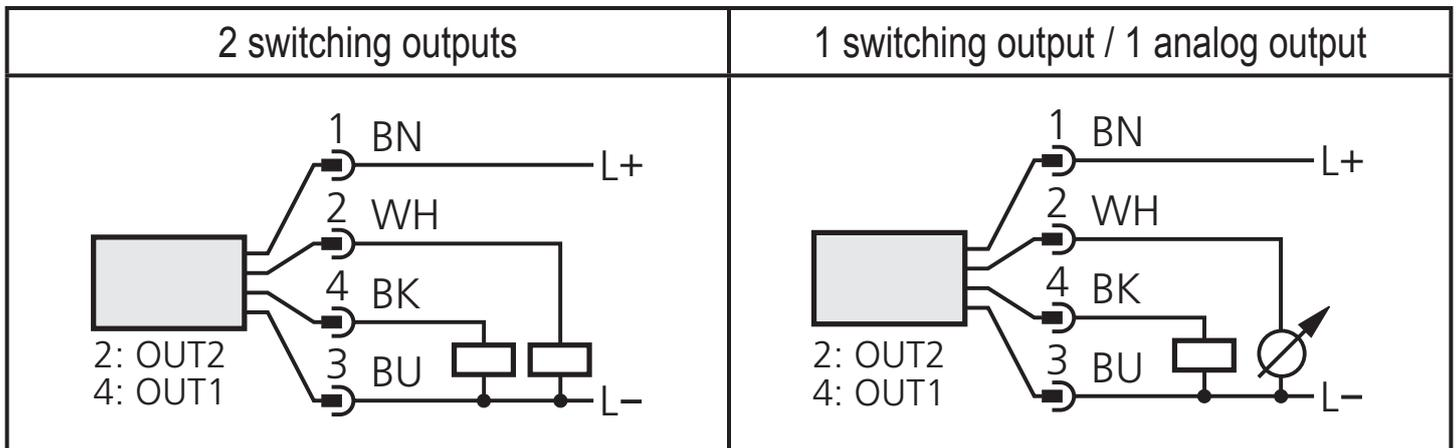 2 switching outputs
1 BN
L+
2 WH
4 BK
2: OUT2
4: OUT1
3 BU
L–
1 switching output / 1 analog output
1 BN
L+
2 WH
4 BK
2: OUT2
4: OUT1
3 BU
L–